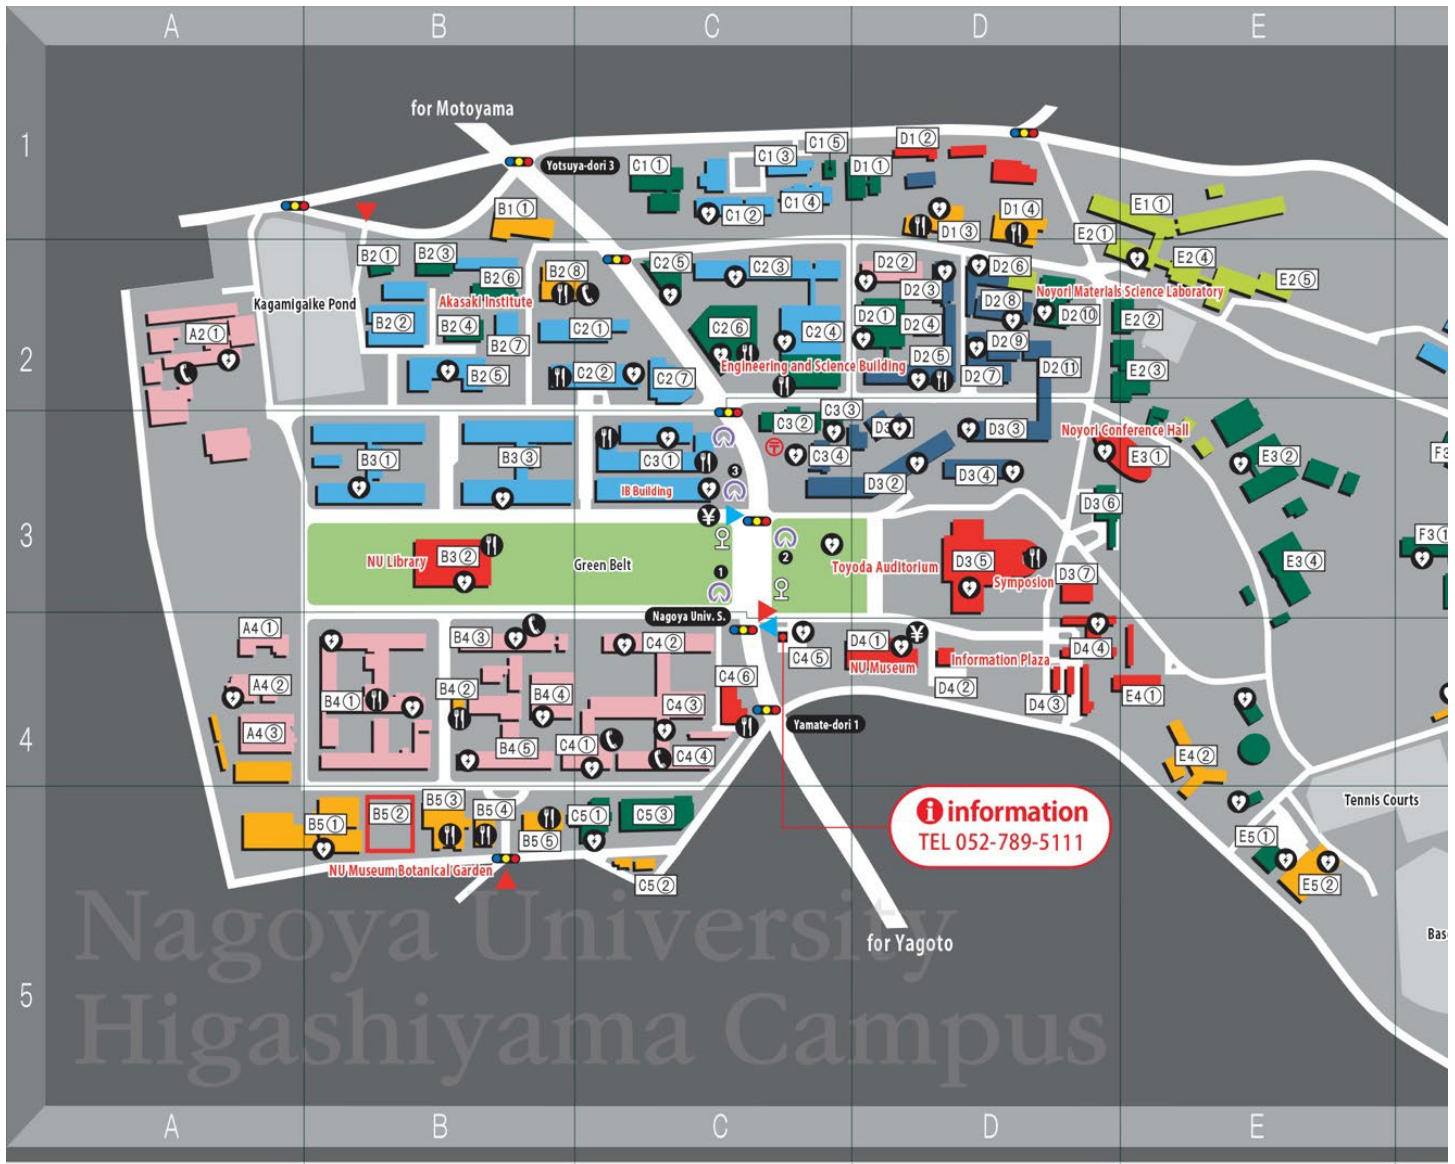 A B C D E
for Motoyama
1
Yotsuya-dori 3
C1① C1③ C1⑤ D1① D1②
C1② C1④
B1① D1③ D1④ E1①
B2① B2③ B2⑧ C2⑤ C2③ D2② D2⑥ E2① E2④
B2⑥ D2③ E2⑤
Kagamigaike Pond
Akasaki Institute
Noyori Materials Science Laboratory
A2① B2② B2④ C2① C2⑥ C2④ D2① D2④ D2⑧ D2⑩ E2②
2
B2⑦ D2⑤ D2⑨
Engineering and Science Building
B2⑤ C2② C2⑦ D2⑦ D2⑪ E2③
C3② C3③ D3③
Noyori Conference Hall
B3① B3③ C3① C3④ E3① E3②
〒
IB Building
D3② D3④
3
¥
D3⑥
3
NU Library
B3②
Green Belt
1
2
Toyoda Auditorium
D3⑤
Symposion
D3⑦
E3④
F3①
Nagoya Univ. S.
A4① B4③ C4② C4⑤ D4① ¥ D4④
NU Museum
Information Plaza
A4② B4① B4② B4④ C4⑥ C4③ D4② D4③ E4①
Yamate-dori 1
4
A4③ B4⑤ C4① C4④ E4②
B5① B5② B5③ B5④ B5⑤ C5① C5③
i information
TEL 052-789-5111
Tennis Courts
E5①
NU Museum Botanical Garden
C5② E5②
for Yagoto
Nagoya University
Higashiyama Campus
5
A B C D E